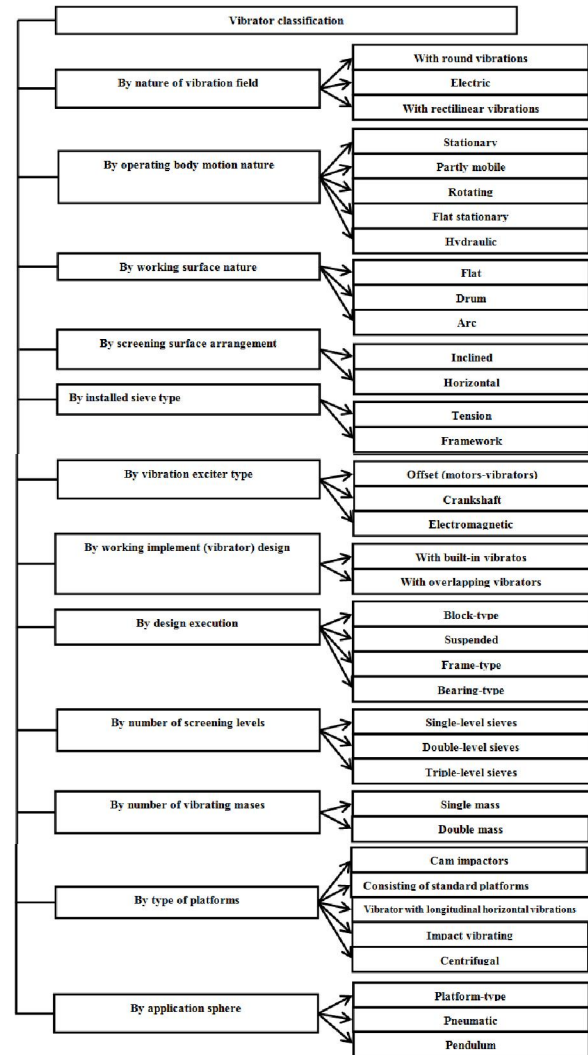 Vibrator classification
By nature of vibration field
With round vibrations
Electric
With rectilinear vibrations
By operating body motion nature
Stationary
Partly mobile
Rotating
Flat stationary
Hvdraulic
By working surface nature
Flat
Drum
Arc
By screening surface arrangement
Inclined
Horizontal
By installed sieve type
Tension
Framework
By vibration exciter type
Offset (motors-vibrators)
Crankshaft
Electromagnetic
By working implement (vibrator) design
With built-in vibratos
With overlapping vibrators
By design execution
Block-type
Suspended
Frame-type
Bearing-type
By number of screening levels
Single-level sieves
Double-level sieves
Triple-level sieves
By number of vibrating mases
Single mass
Double mass
By type of platforms
Cam impactors
Consisting of standard platforms
Vibrator with longitudinal horizontal vibrations
Impact vibrating
Centrifugal
By application sphere
Platform-type
Pneumatic
Pendulum